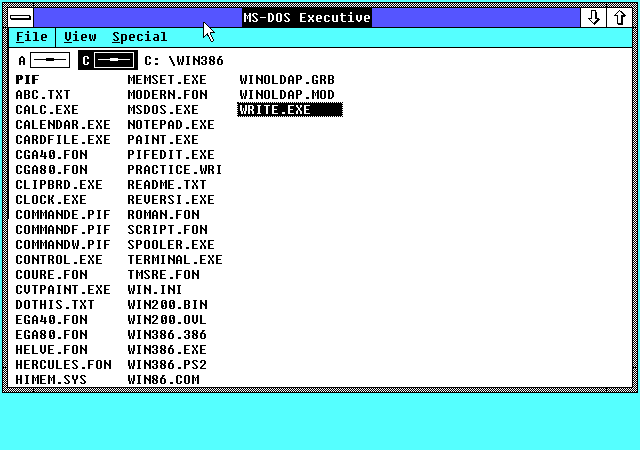 MS-DOS Executive
File View Special
A C C: \WIN386
PIF MEMSET.EXE WINOLDAP.GRB
ABC.TXT MODERN.FON WINOLDAP.MOD
CALC.EXE MSDOS.EXE WRITE.EXE
CALENDAR.EXE NOTEPAD.EXE
CARDFILE.EXE PAINT.EXE
CGA40.FON PIFEDIT.EXE
CGA80.FON PRACTICE.WRI
CLIPBRD.EXE README.TXT
CLOCK.EXE REVERSI.EXE
COMMANDE.PIF ROMAN.FON
COMMANDF.PIF SCRIPT.FON
COMMANDW.PIF SPOOLER.EXE
CONTROL.EXE TERMINAL.EXE
COURE.FON TMSRE.FON
CVTPAINT.EXE WIN.INI
DOTHIS.TXT WIN200.BIN
EGA40.FON WIN200.OVL
EGA80.FON WIN386.386
HELVE.FON WIN386.EXE
HERCULES.FON WIN386.PS2
HIMEM.SYS WIN86.COM